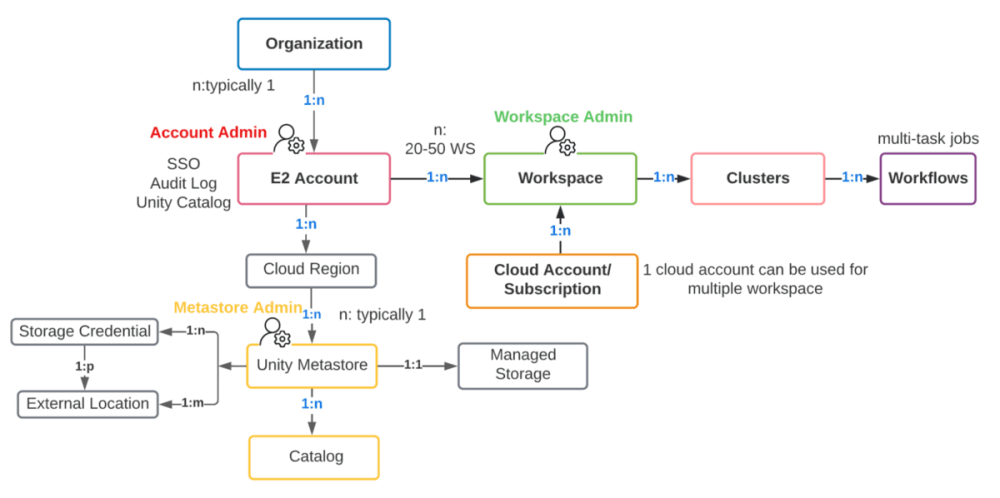 Organization
n:typically 1
1:n
Account Admin
Workspace Admin
n:
20-50 WS
multi-task jobs
SSO
Audit Log
Unity Catalog
E2 Account
1:n
Workspace
1:n
Clusters
1:n
Workflows
1:n
1:n
Cloud Region
Cloud Account/
Subscription
1 cloud account can be used for
multiple workspace
Metastore Admin
1:n
n: typically 1
Storage Credential
1:n
Unity Metastore
1:1
Managed
Storage
1:p
External Location
1:m
1:n
Catalog